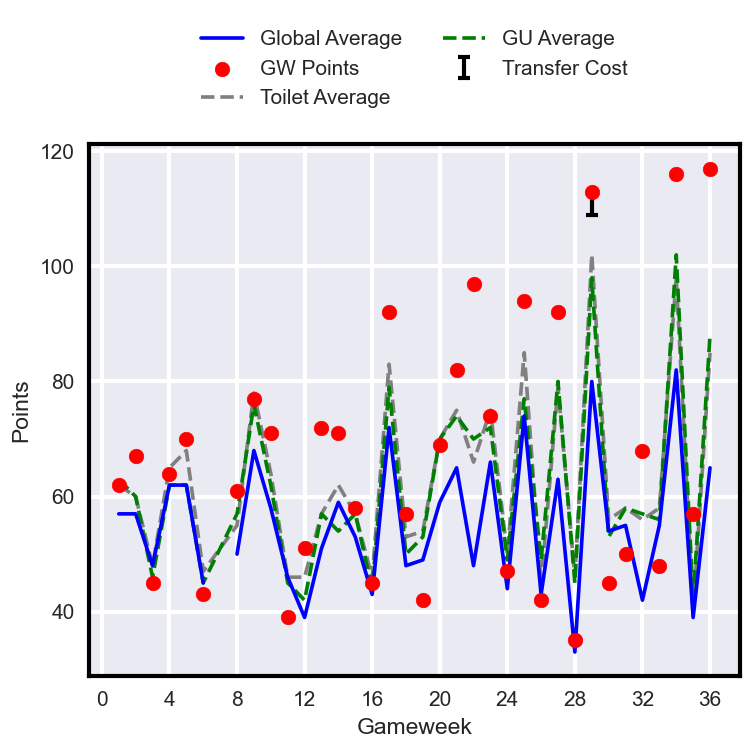 Global Average
GW Points
Toilet Average
GU Average
Transfer Cost
120
100
80
60
40
Points
0 4 8 12 16 20 24 28 32 36
Gameweek